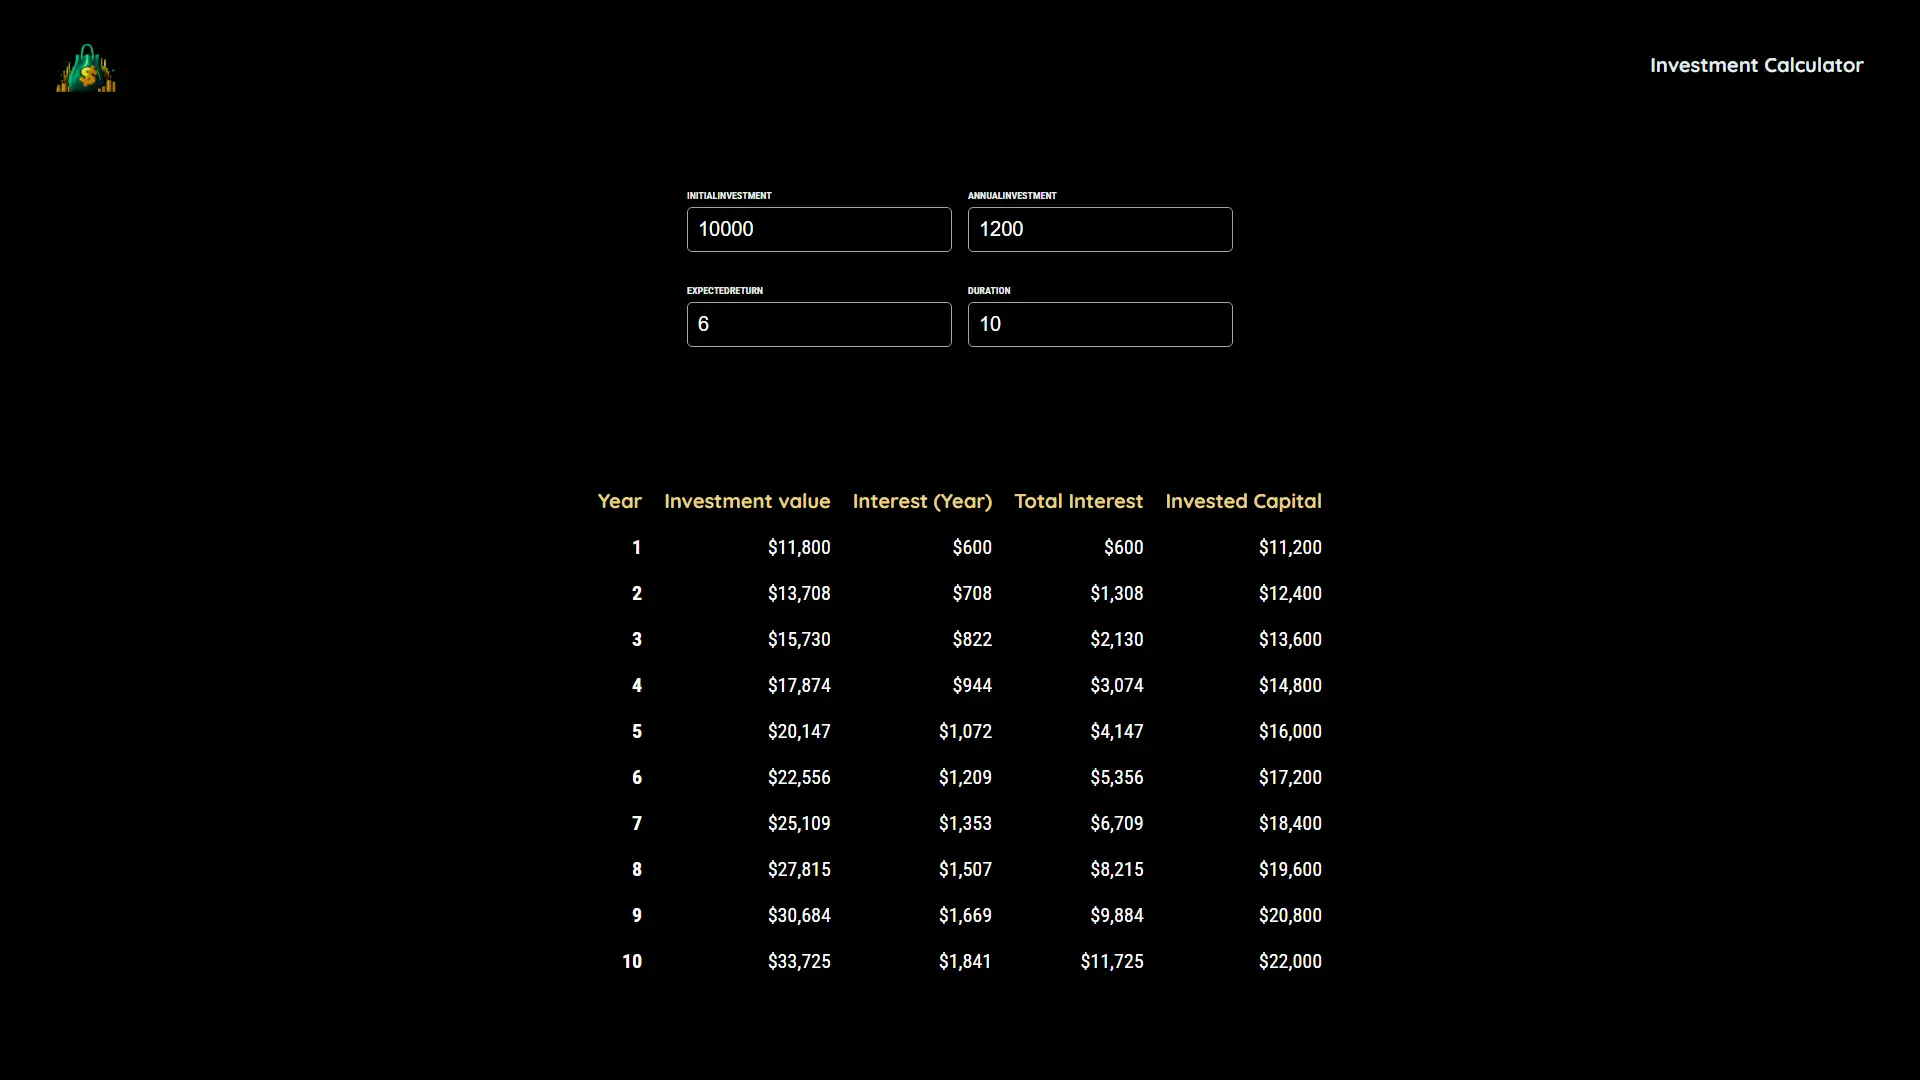 Investment Calculator
INITIALINVESTMENT ANNUALINVESTMENT
10000 1200
EXPECTEDRETURN DURATION
6 10
Year Investment value Interest (Year) Total Interest Invested Capital
1 $11,800 $600 $600 $11,200
2 $13,708 $708 $1,308 $12,400
3 $15,730 $822 $2,130 $13,600
4 $17,874 $944 $3,074 $14,800
5 $20,147 $1,072 $4,147 $16,000
6 $22,556 $1,209 $5,356 $17,200
7 $25,109 $1,353 $6,709 $18,400
8 $27,815 $1,507 $8,215 $19,600
9 $30,684 $1,669 $9,884 $20,800
10 $33,725 $1,841 $11,725 $22,000